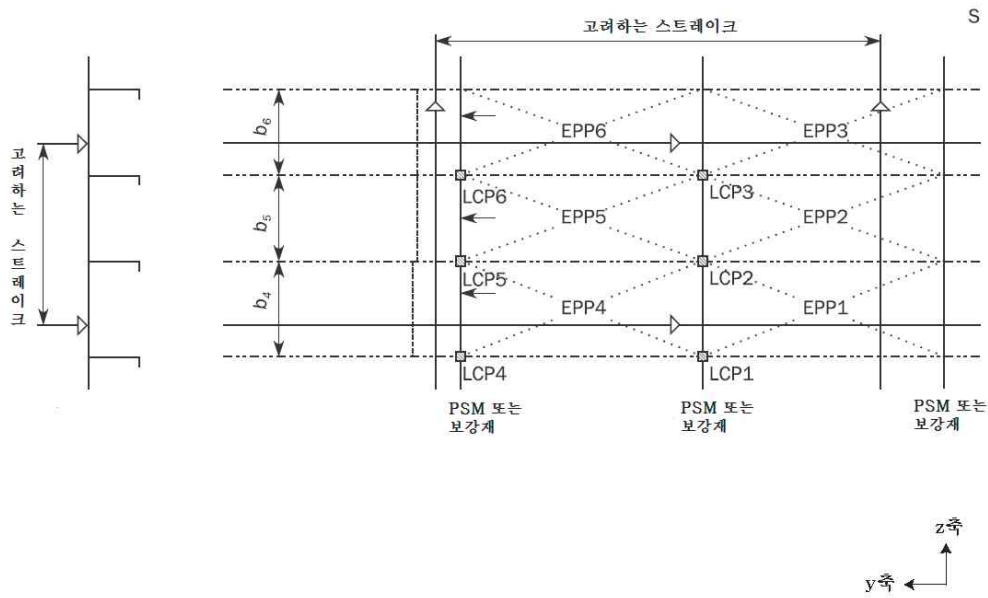 S
고려하는 스트레이크
고려하는 스트레이크
b6
b5
b4
EPP6
EPP3
LCP6
LCP3
EPP5
EPP2
LCP5
LCP2
EPP4
EPP1
LCP4
LCP1
PSM 또는
보강재
PSM 또는
보강재
PSM 또는
보강재
z축
y축